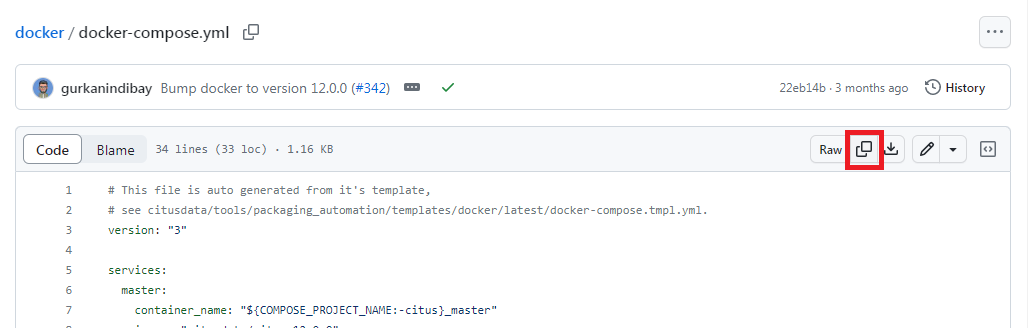 docker / docker-compose.yml
gurkanindibay Bump docker to version 12.0.0 (#342) 22eb14b · 3 months ago History
Code Blame 34 lines (33 loc) · 1.16 KB Raw
1 # This file is auto generated from it's template,
2 # see citusdata/tools/packaging_automation/templates/docker/latest/docker-compose.tmpl.yml.
3 version: "3"
4
5 services:
6 master:
7 container_name: "${COMPOSE_PROJECT_NAME:-citus}_master"